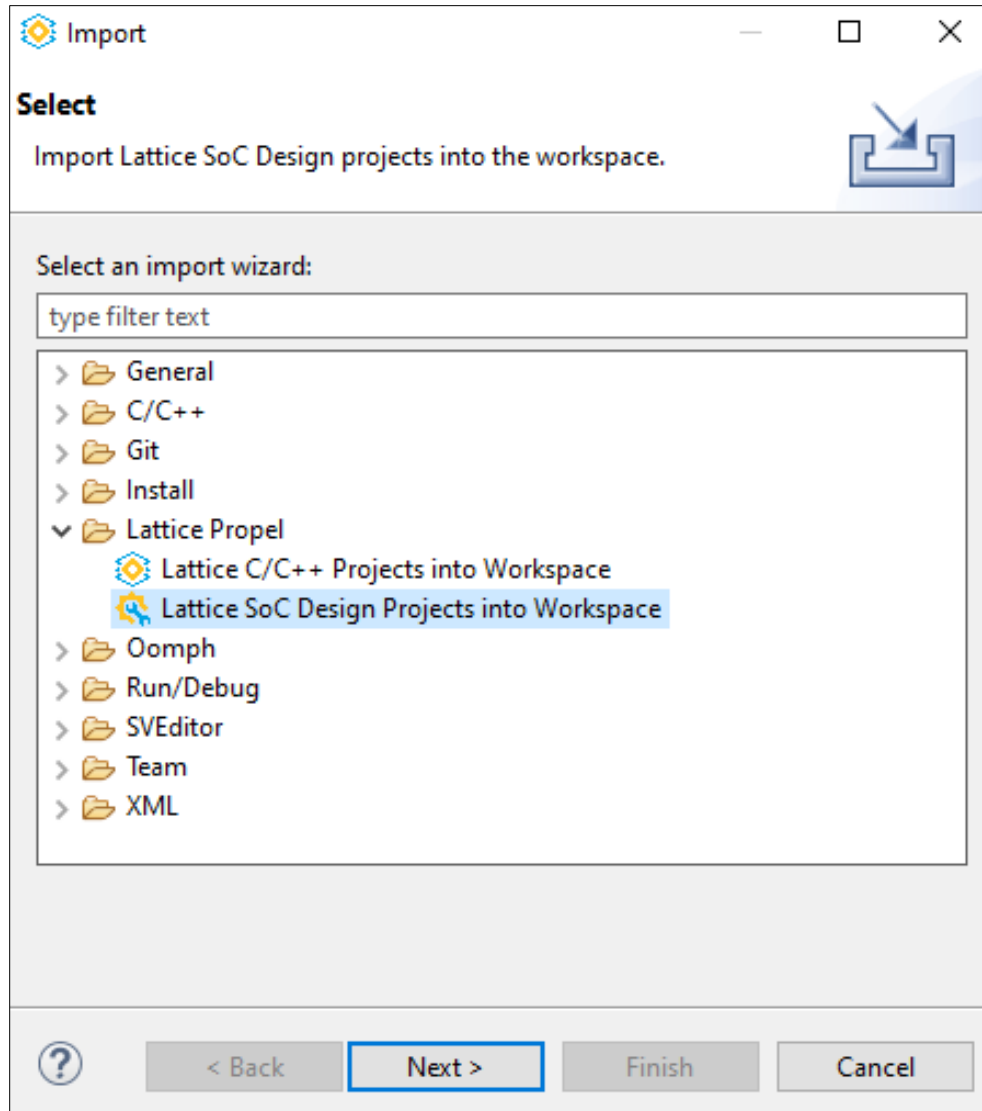 Import
Select
Import Lattice SoC Design projects into the workspace.
Select an import wizard:
type filter text
General
C/C++
Git
Install
Lattice Propel
Lattice C/C++ Projects into Workspace
Lattice SoC Design Projects into Workspace
Oomph
Run/Debug
SVEditor
Team
XML
? < Back Next > Finish Cancel